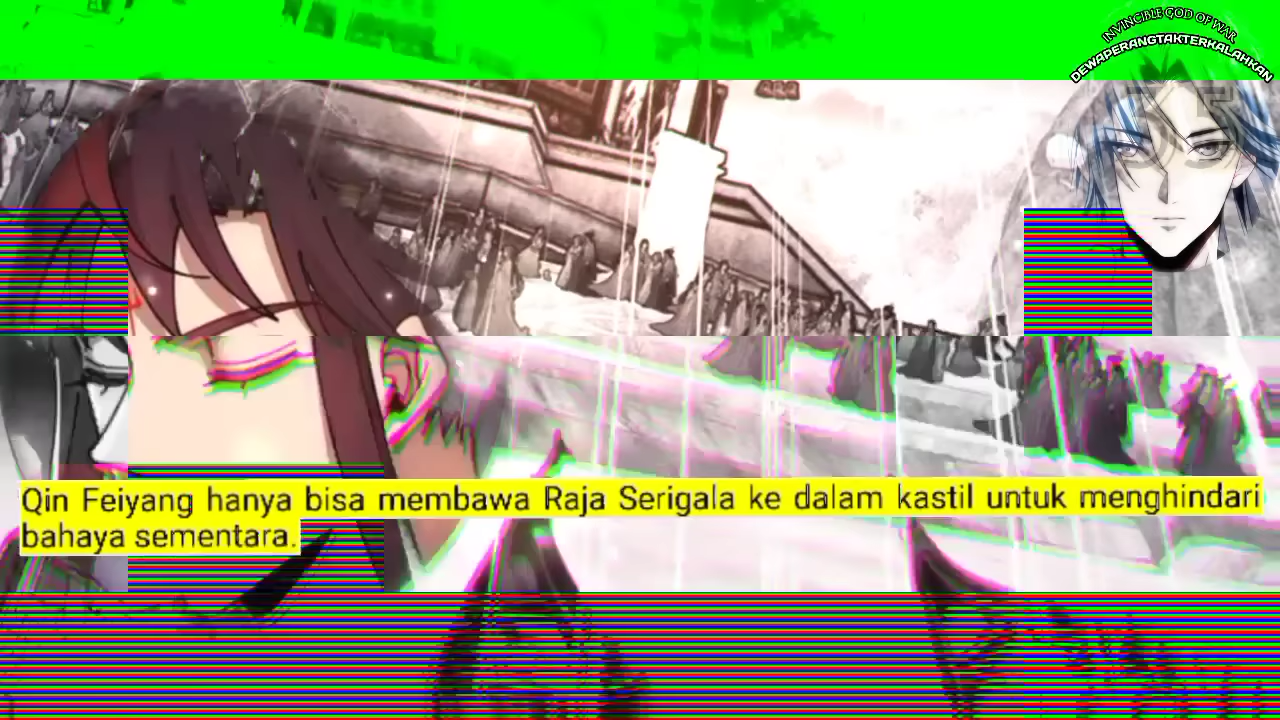 INVINCIBLE GOD OF WAR
DEWAPERANGTAKTERKALAHKAN
Qin Feiyang hanya bisa membawa Raja Serigala ke dalam kastil untuk menghindari
bahaya sementara.